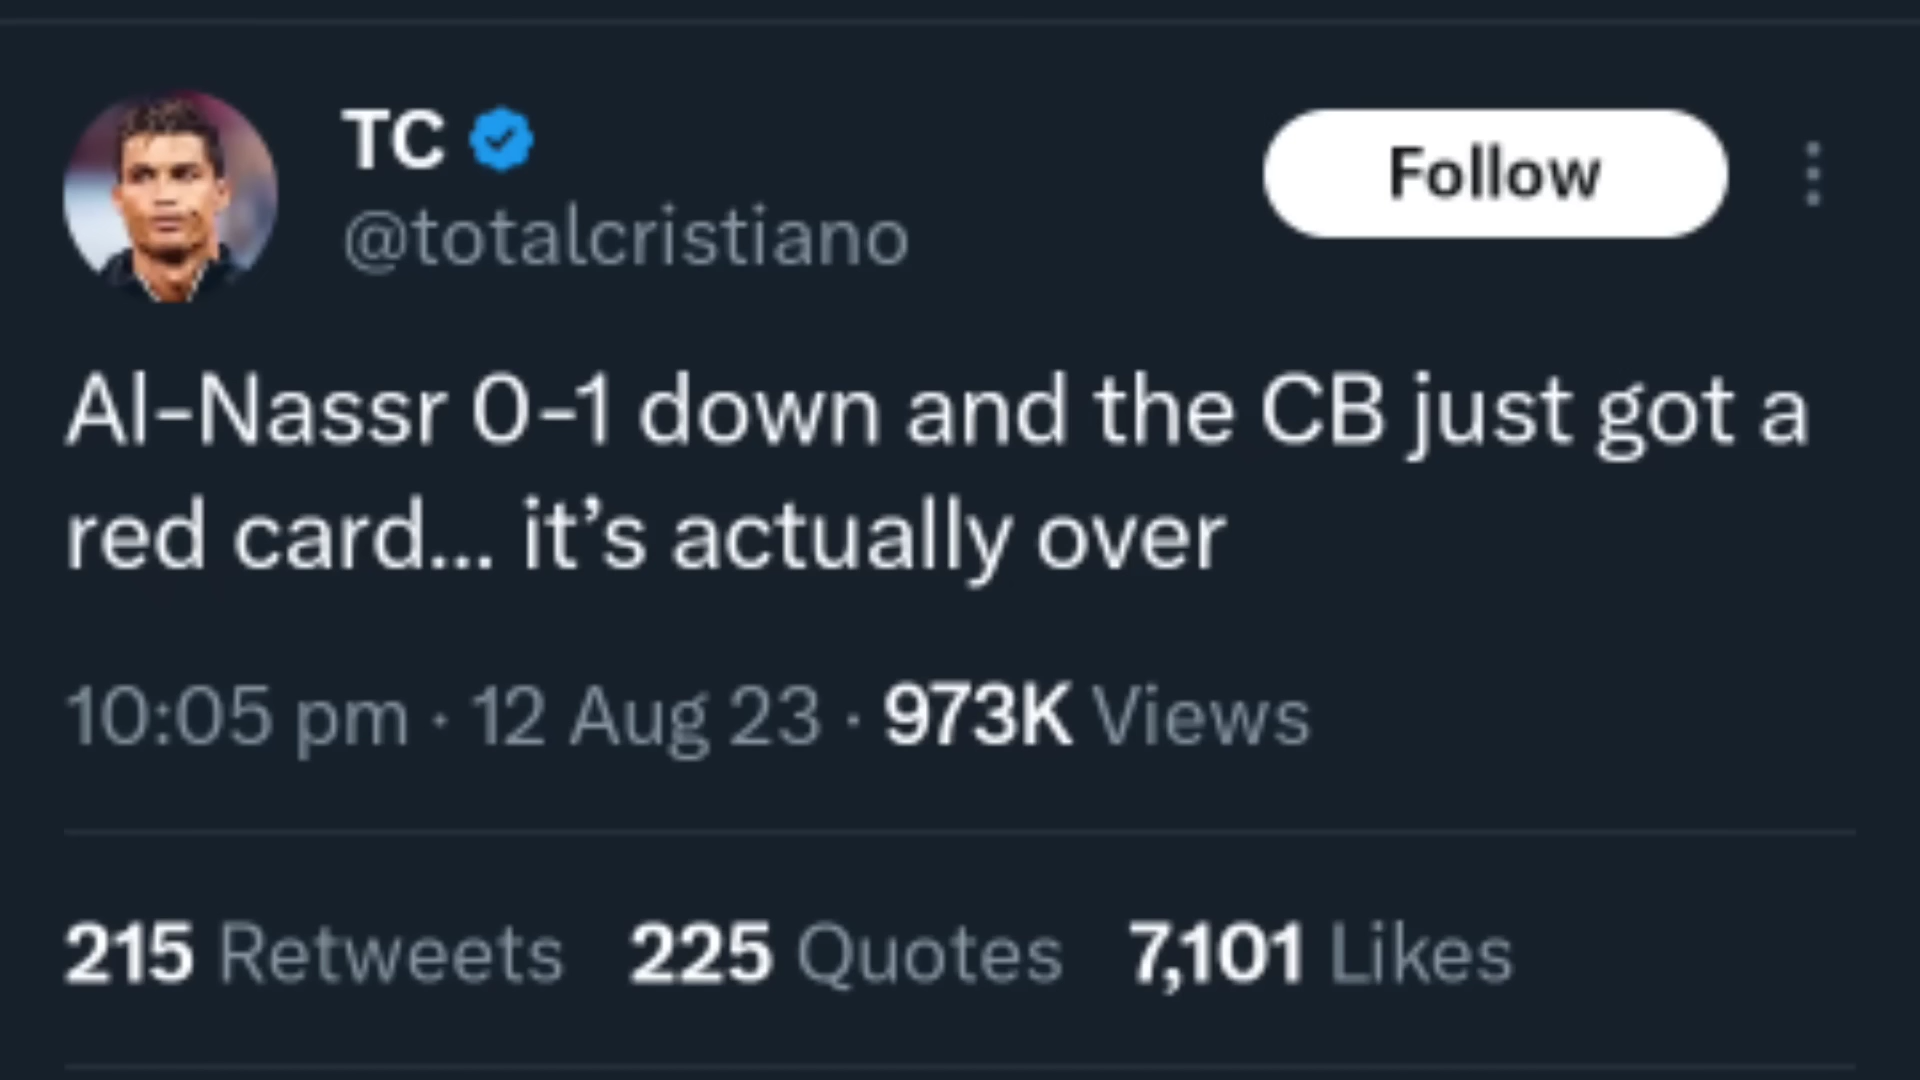 TC
@totalcristiano
Follow
Al-Nassr 0-1 down and the CB just got a
red card... it’s actually over
10:05 pm · 12 Aug 23 · 973K Views
215 Retweets 225 Quotes 7,101 Likes